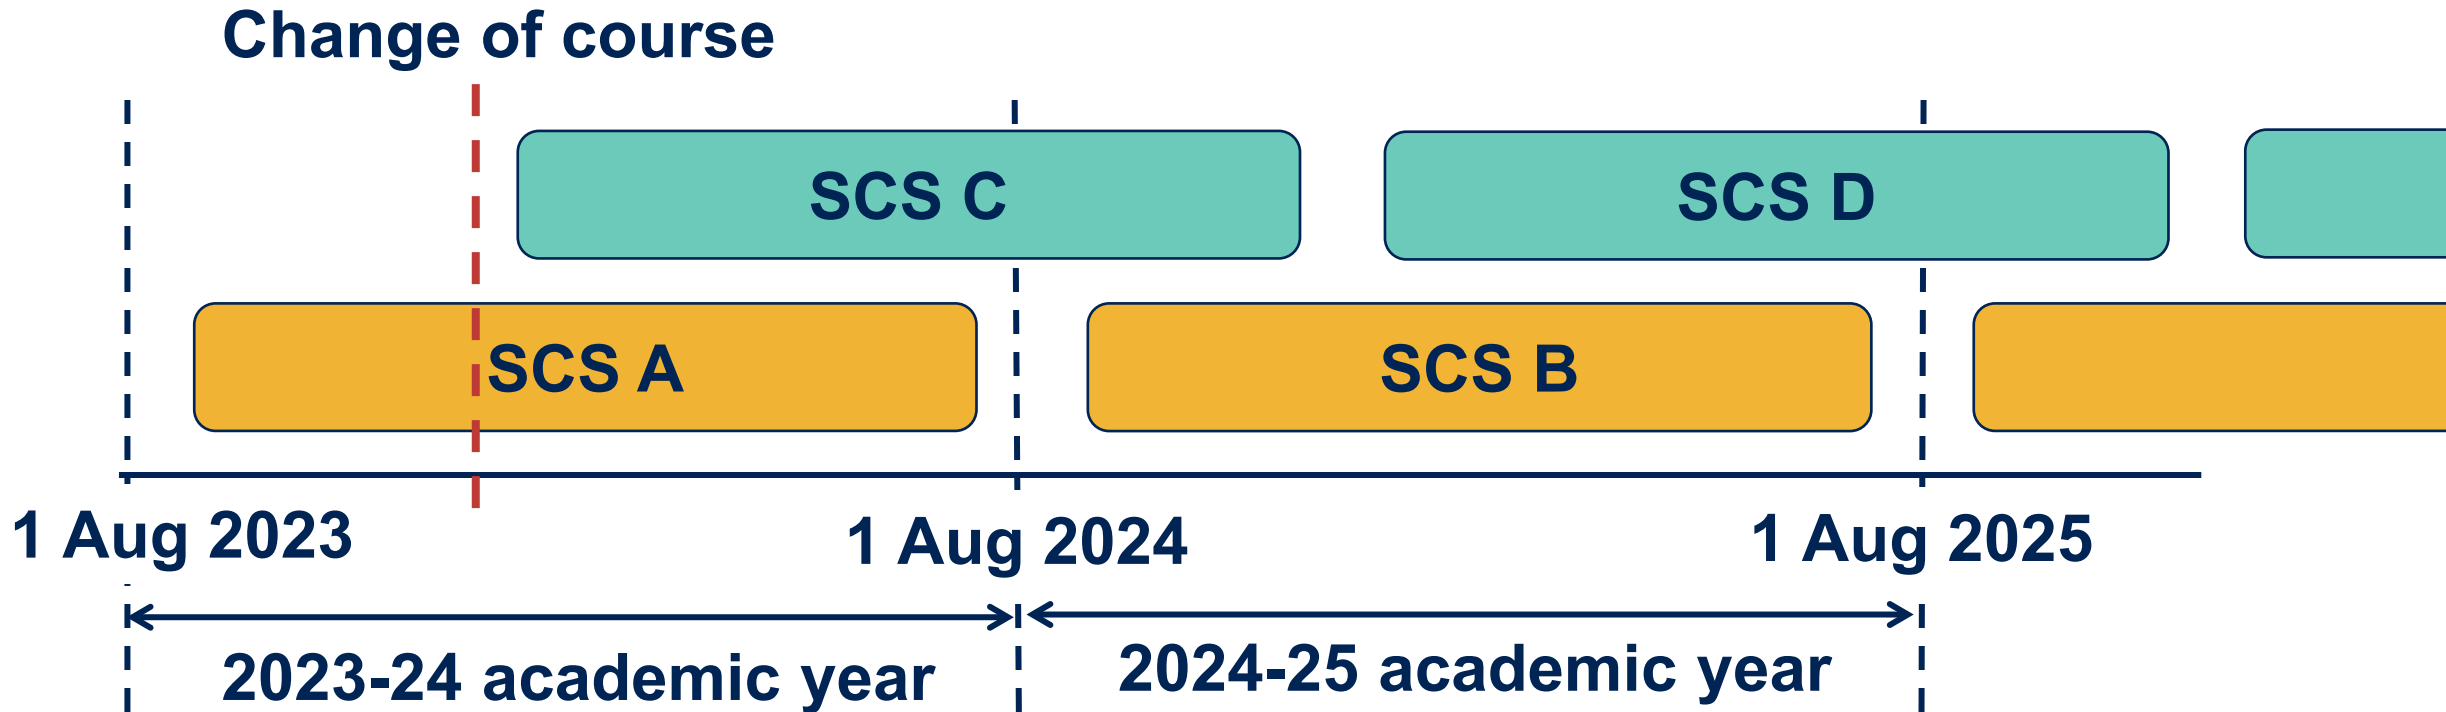 Change of course
SCS C
SCS D
SCS A
SCS B
1 Aug 2023
1 Aug 2024
1 Aug 2025
2023-24 academic year
2024-25 academic year